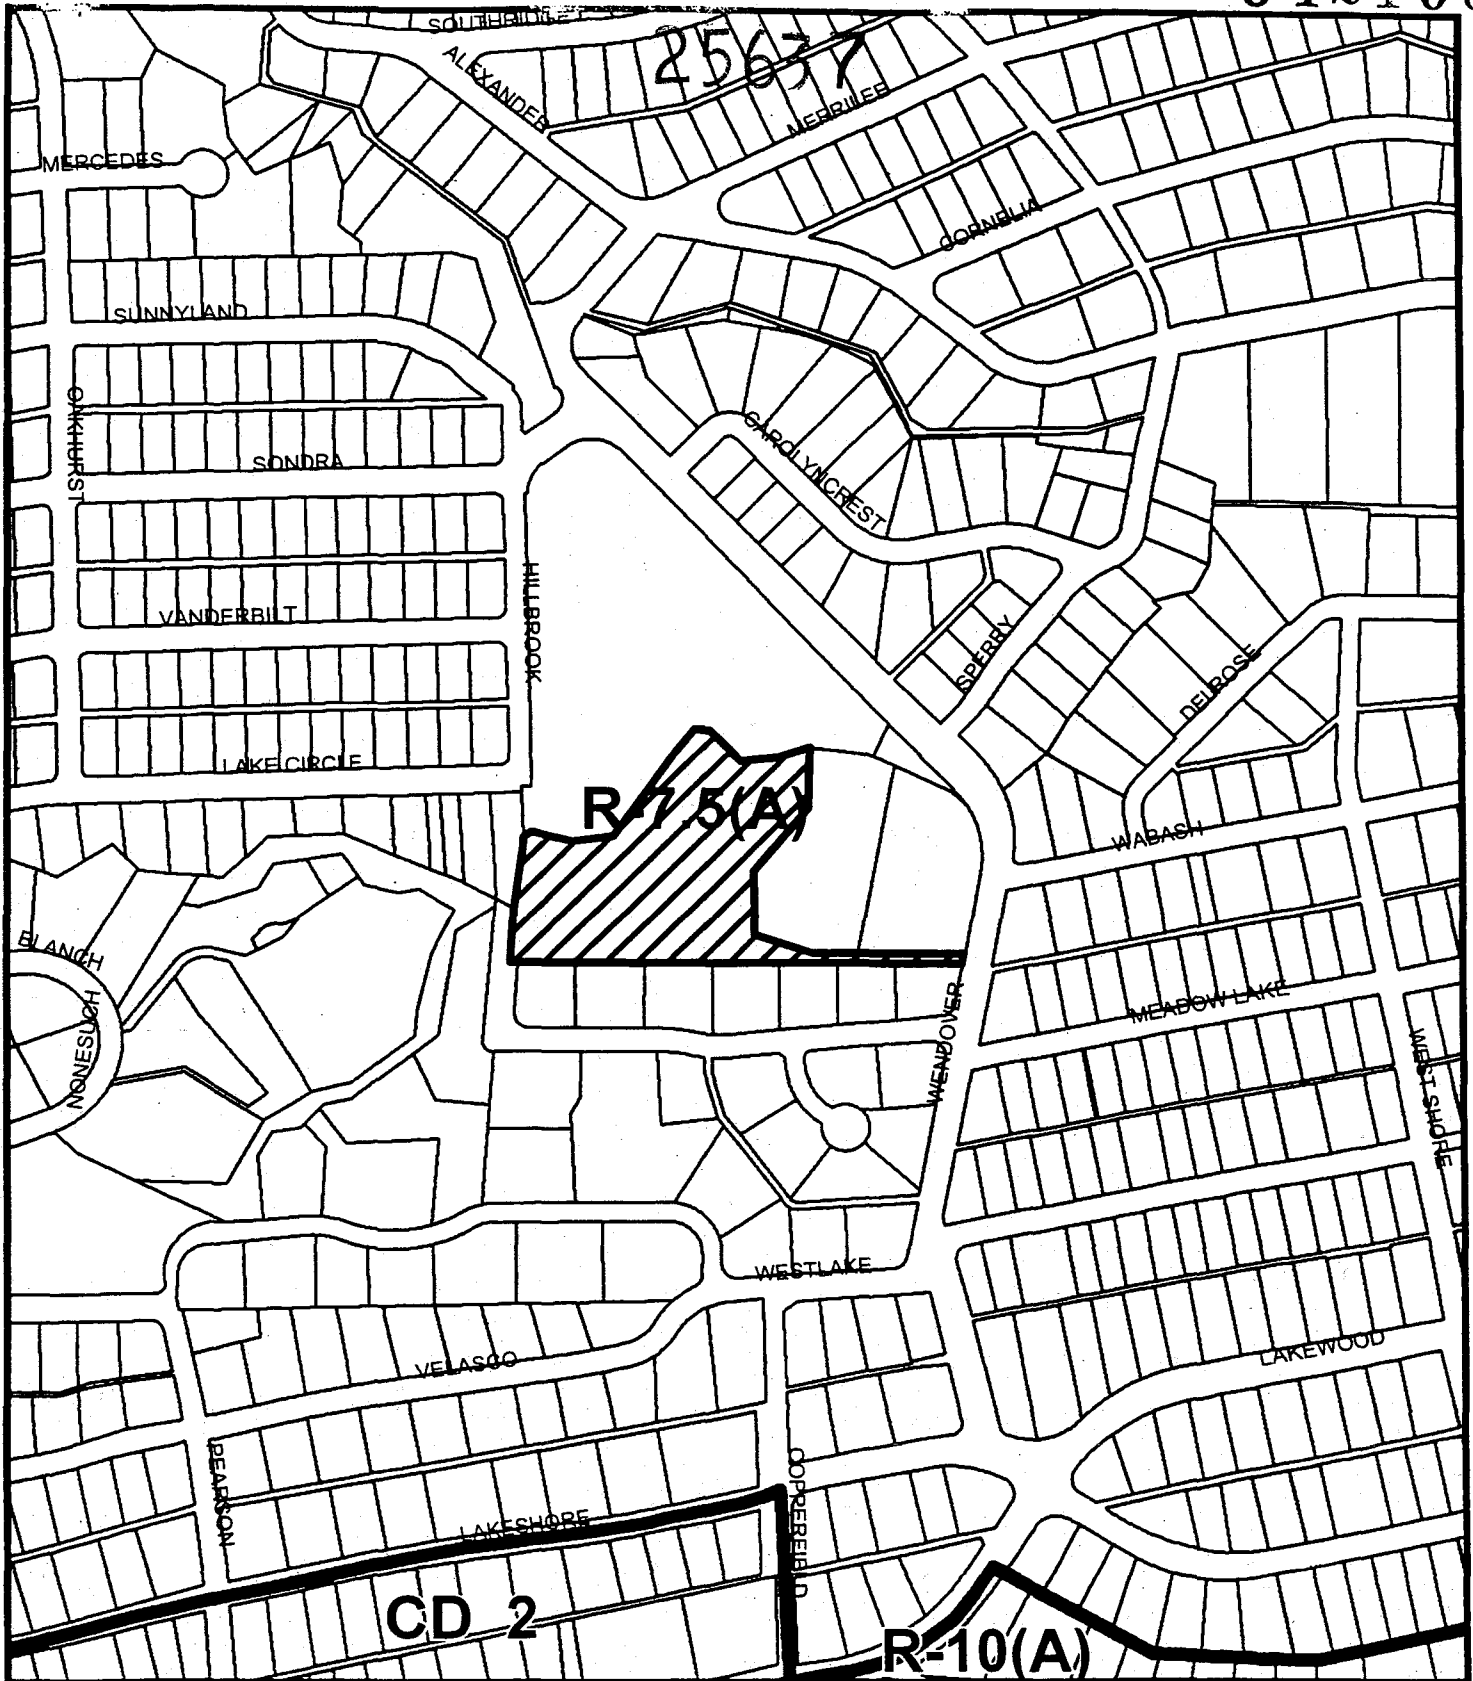 SOUTHRIDGE
25637
ALEXANDER
MERRILEE
MERCEDES
CORNELIA
SUNNYLAND
OAKHURST
CAROLYNCREST
SONDRA
HILLBROOK
VANDERBILT
SPERRY
DELROSE
LAKE CIRCLE
R-7.5(A)
WABASH
BLANCH
NONESUCH
WENDOVER
MEADOW LAKE
WEST SHORE
WESTLAKE
LAKEWOOD
VELASCO
PEARSON
COPPERFIELD
LAKESHORE
CD 2
R-10(A)